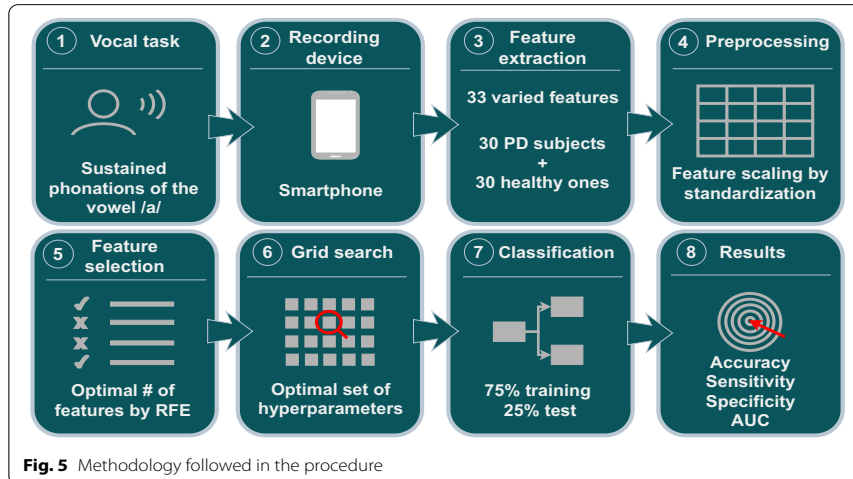 1 Vocal task
Sustained
phonations of the
vowel /a/
2 Recording
device
Smartphone
3 Feature
extraction
33 varied features
30 PD subjects
+
30 healthy ones
4 Preprocessing
Feature scaling by
standardization
5 Feature
selection
Optimal # of
features by RFE
6 Grid search
Optimal set of
hyperparameters
7 Classification
75% training
25% test
8 Results
Accuracy
Sensitivity
Specificity
AUC
Fig. 5 Methodology followed in the procedure